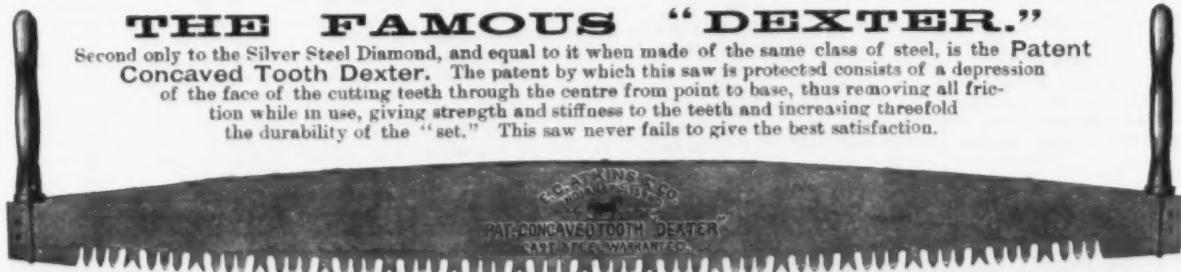 THE FAMOUS “DEXTER.”
Second only to the Silver Steel Diamond, and equal to it when made of the same class of steel, is the Patent
Concaved Tooth Dexter. The patent by which this saw is protected consists of a depression
of the face of the cutting teeth through the centre from point to base, thus removing all fric-
tion while in use, giving strength and stiffness to the teeth and increasing threefold
the durability of the “set.” This saw never fails to give the best satisfaction.
E.C. ATKINS & CO.
INDIANAPOLIS
PAT. CONCAVED TOOTH "DEXTER"
CAST STEEL WARRANTED.